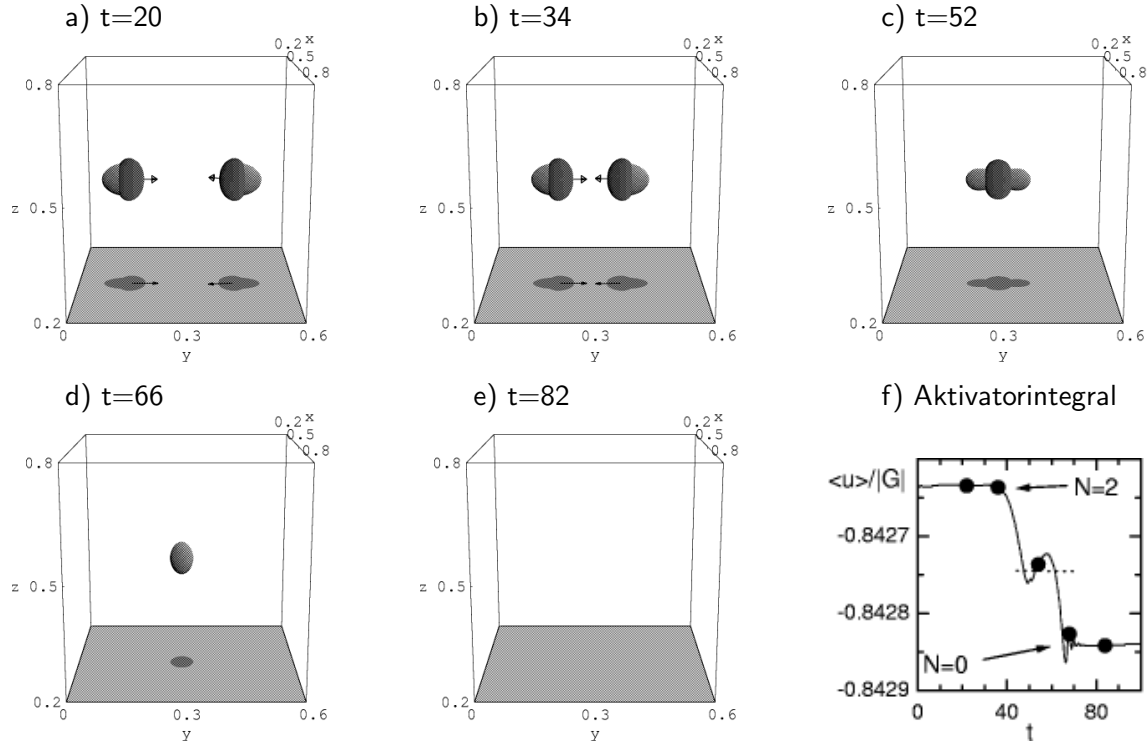 a) t=20
0.2 x
0.5
0.8
0.8
z 0.5
0.2
0
0.3
0.6
y
b) t=34
0.2 x
0.5
0.8
0.8
z 0.5
0.2
0
0.3
0.6
y
c) t=52
0.2 x
0.5
0.8
0.8
z 0.5
0.2
0
0.3
0.6
y
d) t=66
0.2 x
0.5
0.8
0.8
z 0.5
0.2
0
0.3
0.6
y
e) t=82
0.2 x
0.5
0.8
0.8
z 0.5
0.2
0
0.3
0.6
y
f) Aktivatorintegral
<u>/|G|
N=2
-0.8427
-0.8428
N=0
-0.8429
0 40 80
t